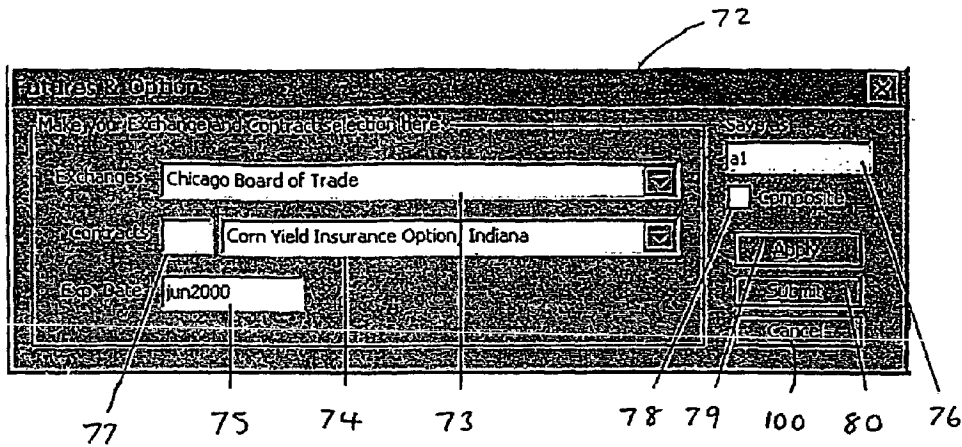 72
Futures & Options
Make your Exchange and Contract selection here:
Save as
Exchanges Chicago Board of Trade
a1
Composite
Contracts Corn Yield Insurance Option, Indiana
Apply
Exp. Date jun2000
Submit
Cancel
77 75 74 73 78 79 100 80 76